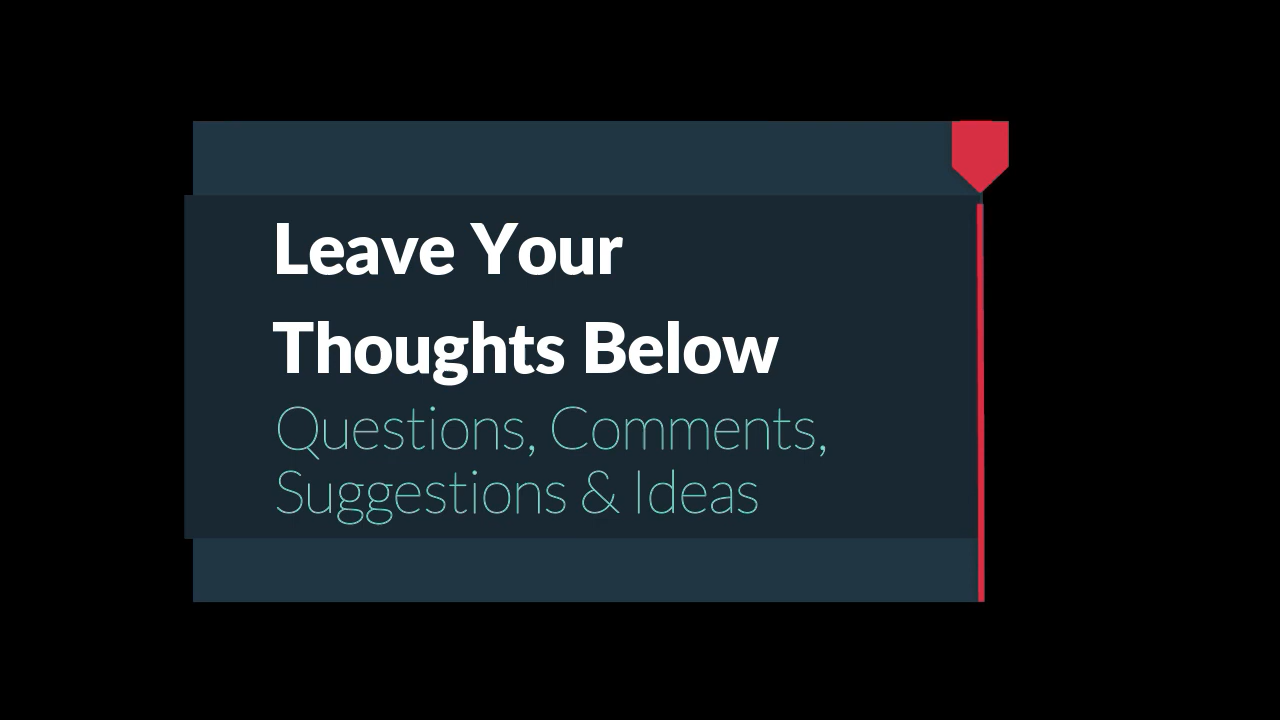 Leave Your
Thoughts Below
Questions, Comments,
Suggestions & Ideas